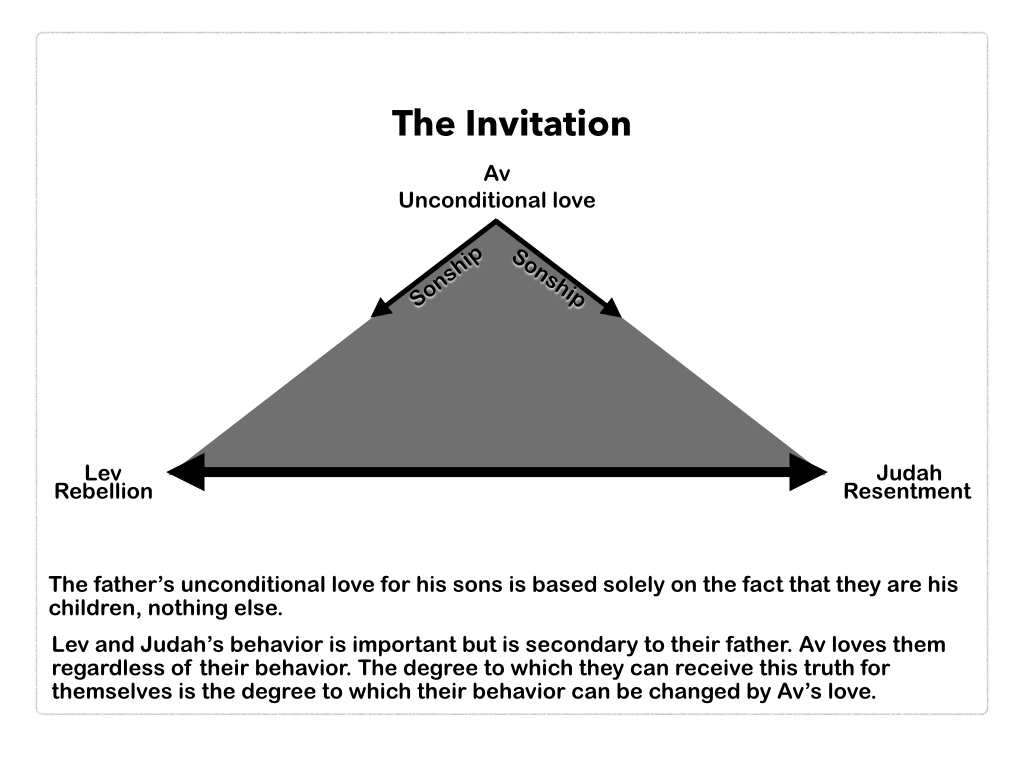 The Invitation
Av
Unconditional love
Sonship
Sonship
Lev
Rebellion
Judah
Resentment
The father’s unconditional love for his sons is based solely on the fact that they are his
children, nothing else.
Lev and Judah’s behavior is important but is secondary to their father. Av loves them
regardless of their behavior. The degree to which they can receive this truth for
themselves is the degree to which their behavior can be changed by Av’s love.